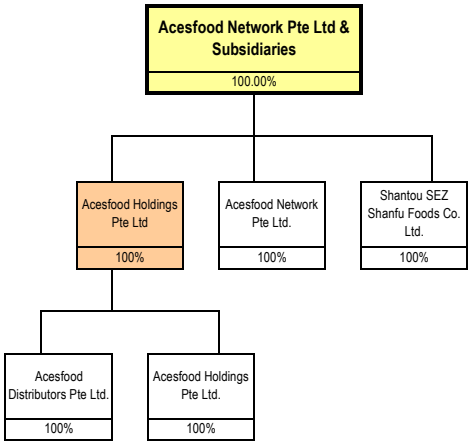 Acesfood Network Pte Ltd &
Subsidiaries
100.00%
Acesfood Holdings
Pte Ltd
100%
Acesfood Network
Pte Ltd.
100%
Shantou SEZ
Shanfu Foods Co.
Ltd.
100%
Acesfood
Distributors Pte Ltd.
100%
Acesfood Holdings
Pte Ltd.
100%